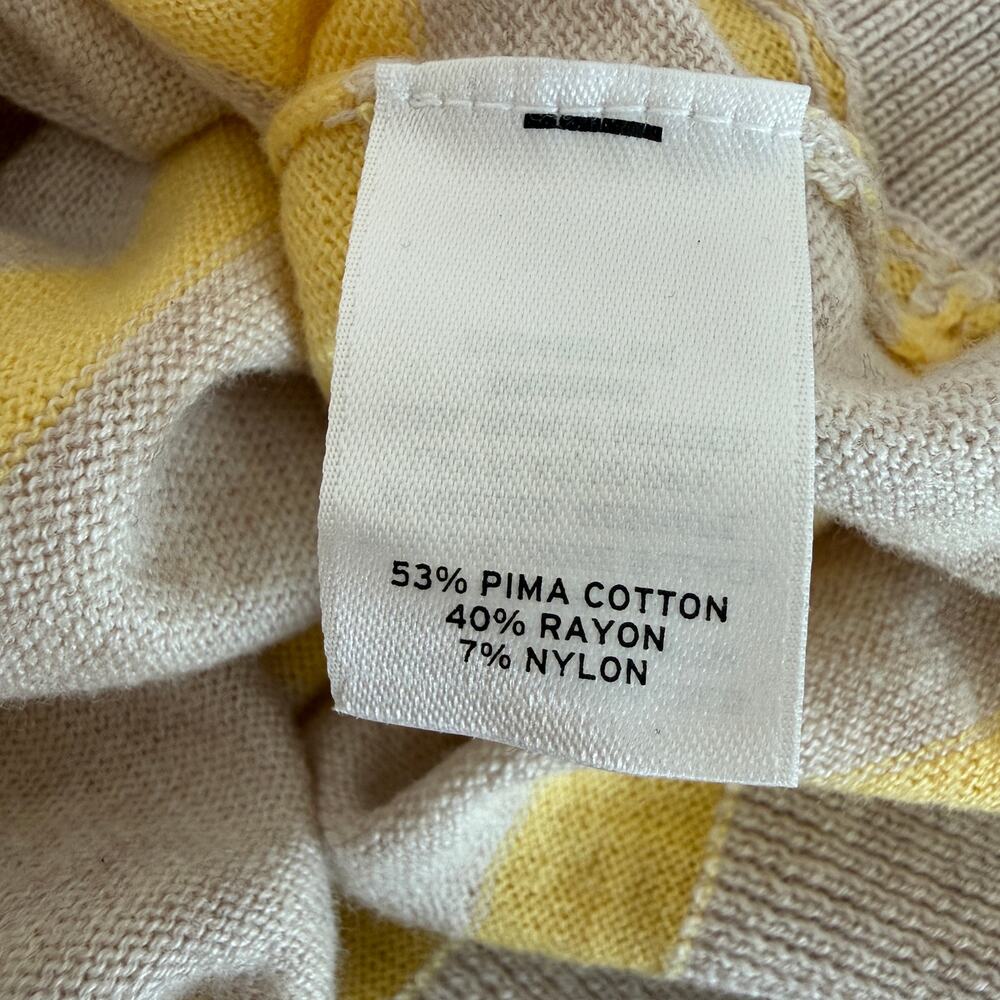 53% PIMA COTTON
40% RAYON
7% NYLON